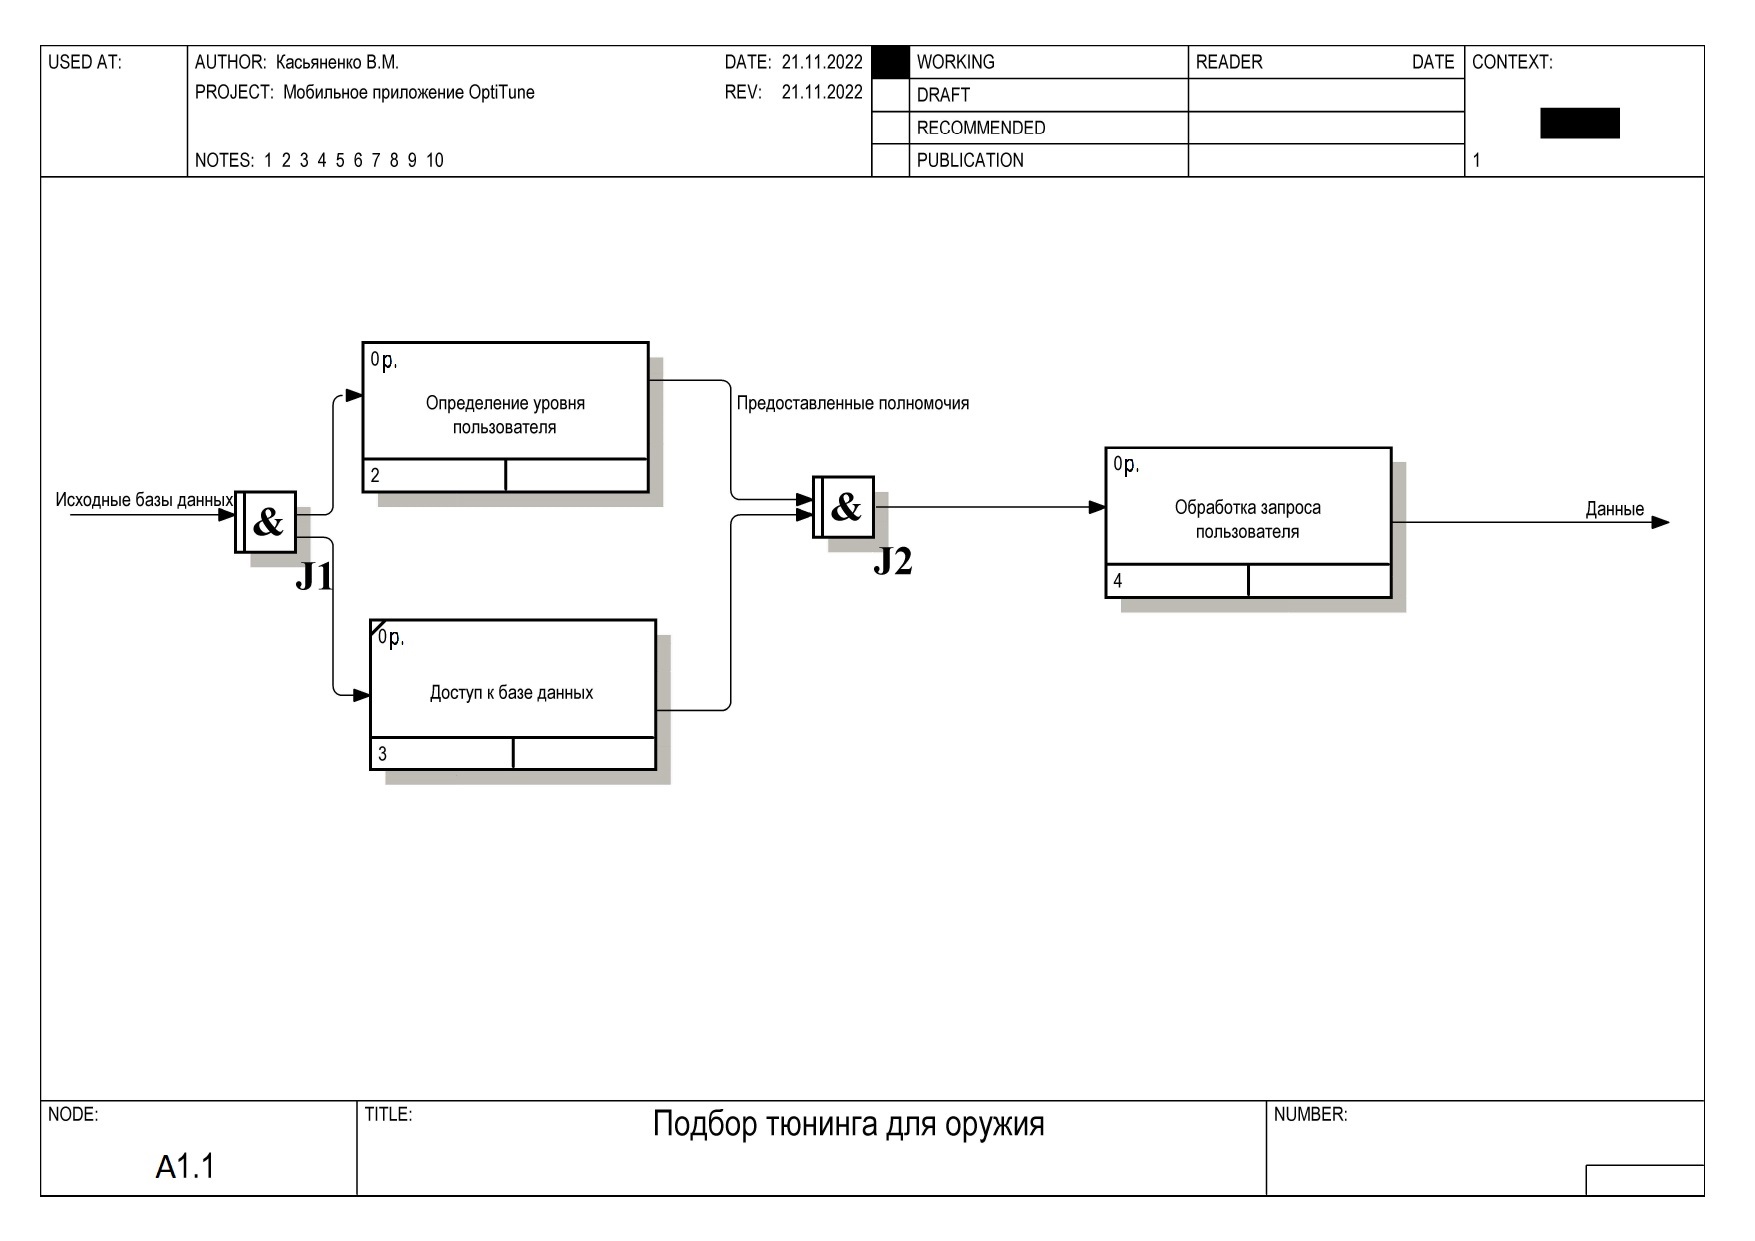 USED AT:
AUTHOR: Касьяненко В.М.
DATE: 21.11.2022
PROJECT: Мобильное приложение OptiTune
REV: 21.11.2022
NOTES: 1 2 3 4 5 6 7 8 9 10
WORKING
DRAFT
RECOMMENDED
PUBLICATION
READER
DATE
CONTEXT:
1
0р.
Определение уровня
пользователя
2
Предоставленные полномочия
Исходные базы данных
&
J1
&
J2
0р.
Обработка запроса
пользователя
4
Данные
0р.
Доступ к базе данных
3
NODE:
A1.1
TITLE:
Подбор тюнинга для оружия
NUMBER: